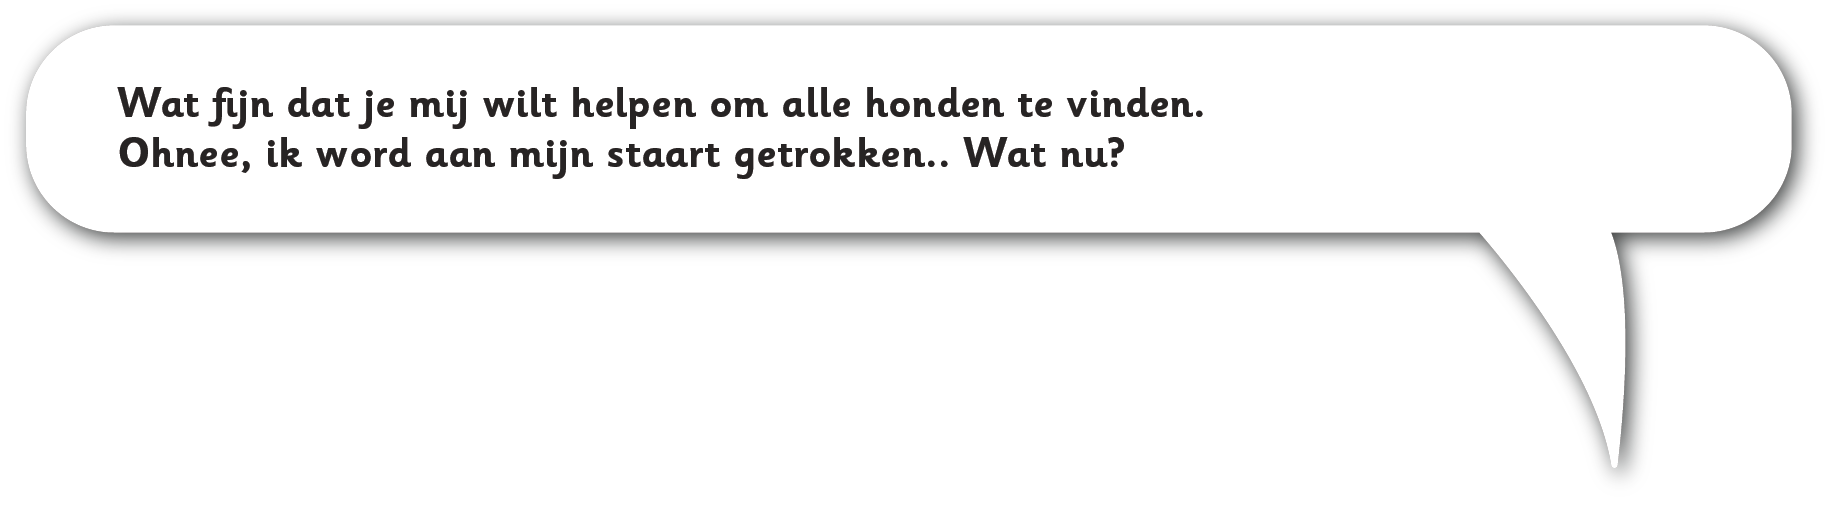 Wat fijn dat je mij wilt helpen om alle honden te vinden.
Ohnee, ik word aan mijn staart getrokken.. Wat nu?